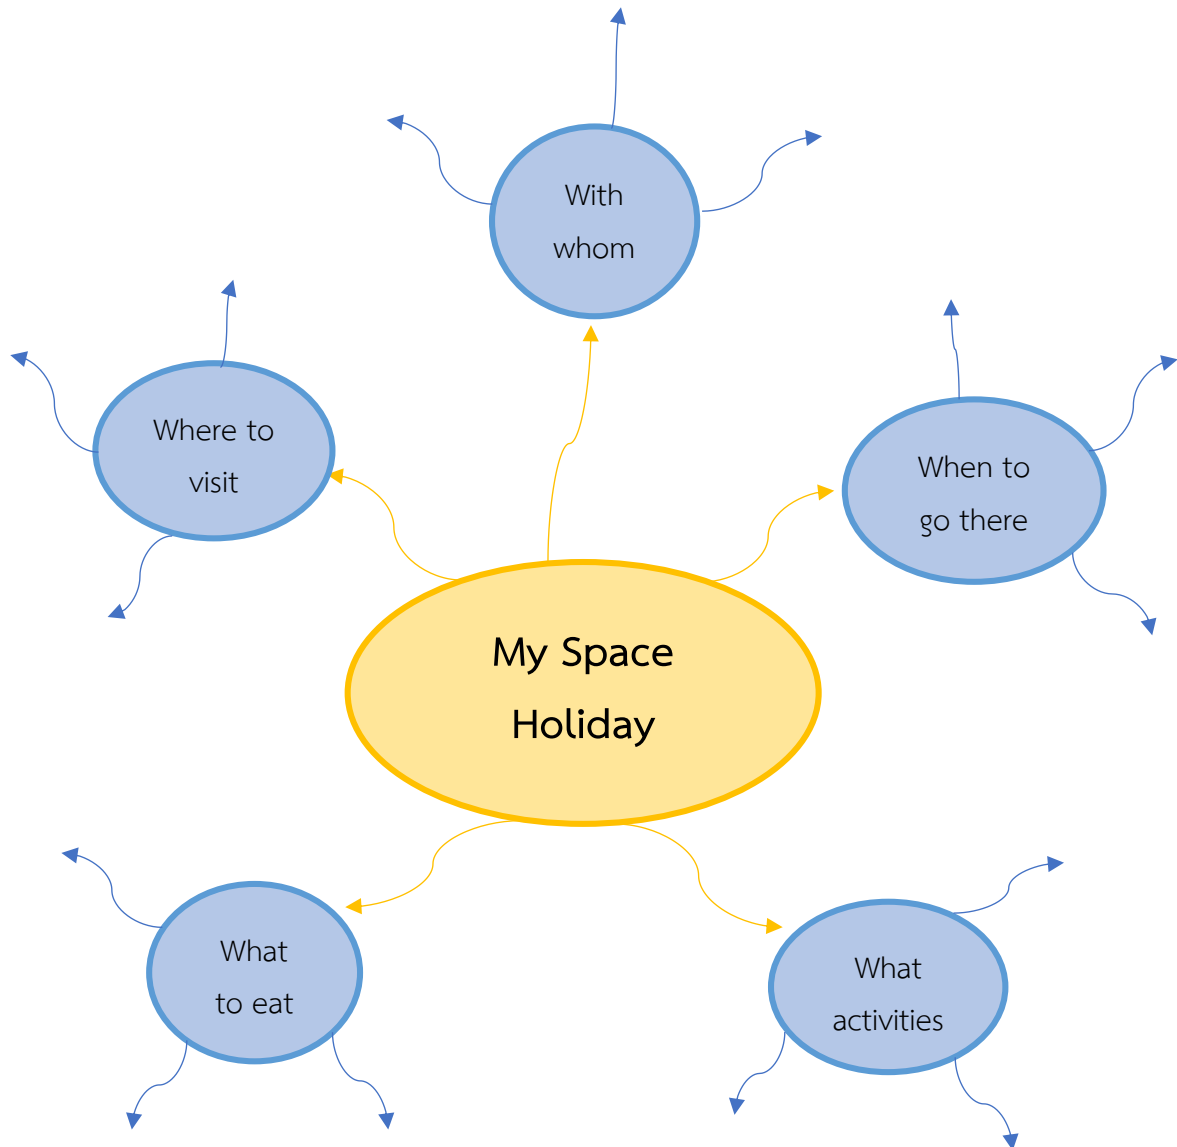 With
whom
Where to
visit
When to
go there
My Space
Holiday
What
to eat
What
activities